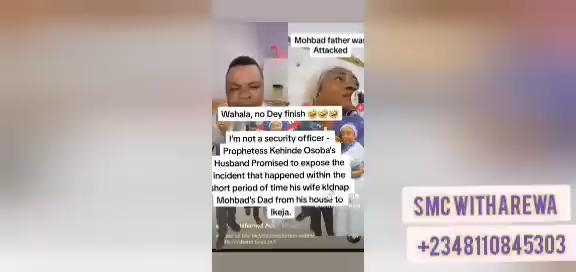 Mohbad father was
Attacked
Wahala, no Dey finish 🤣🤣🤣
I'm not a security officer -
Prophetess Kehinde Osoba's
Husband Promised to expose the
incident that happened within the
short period of time his wife kIdnap
Mohbad's Dad from his house to
Ikeja.
SMC WITHAREWA
+2348110845303